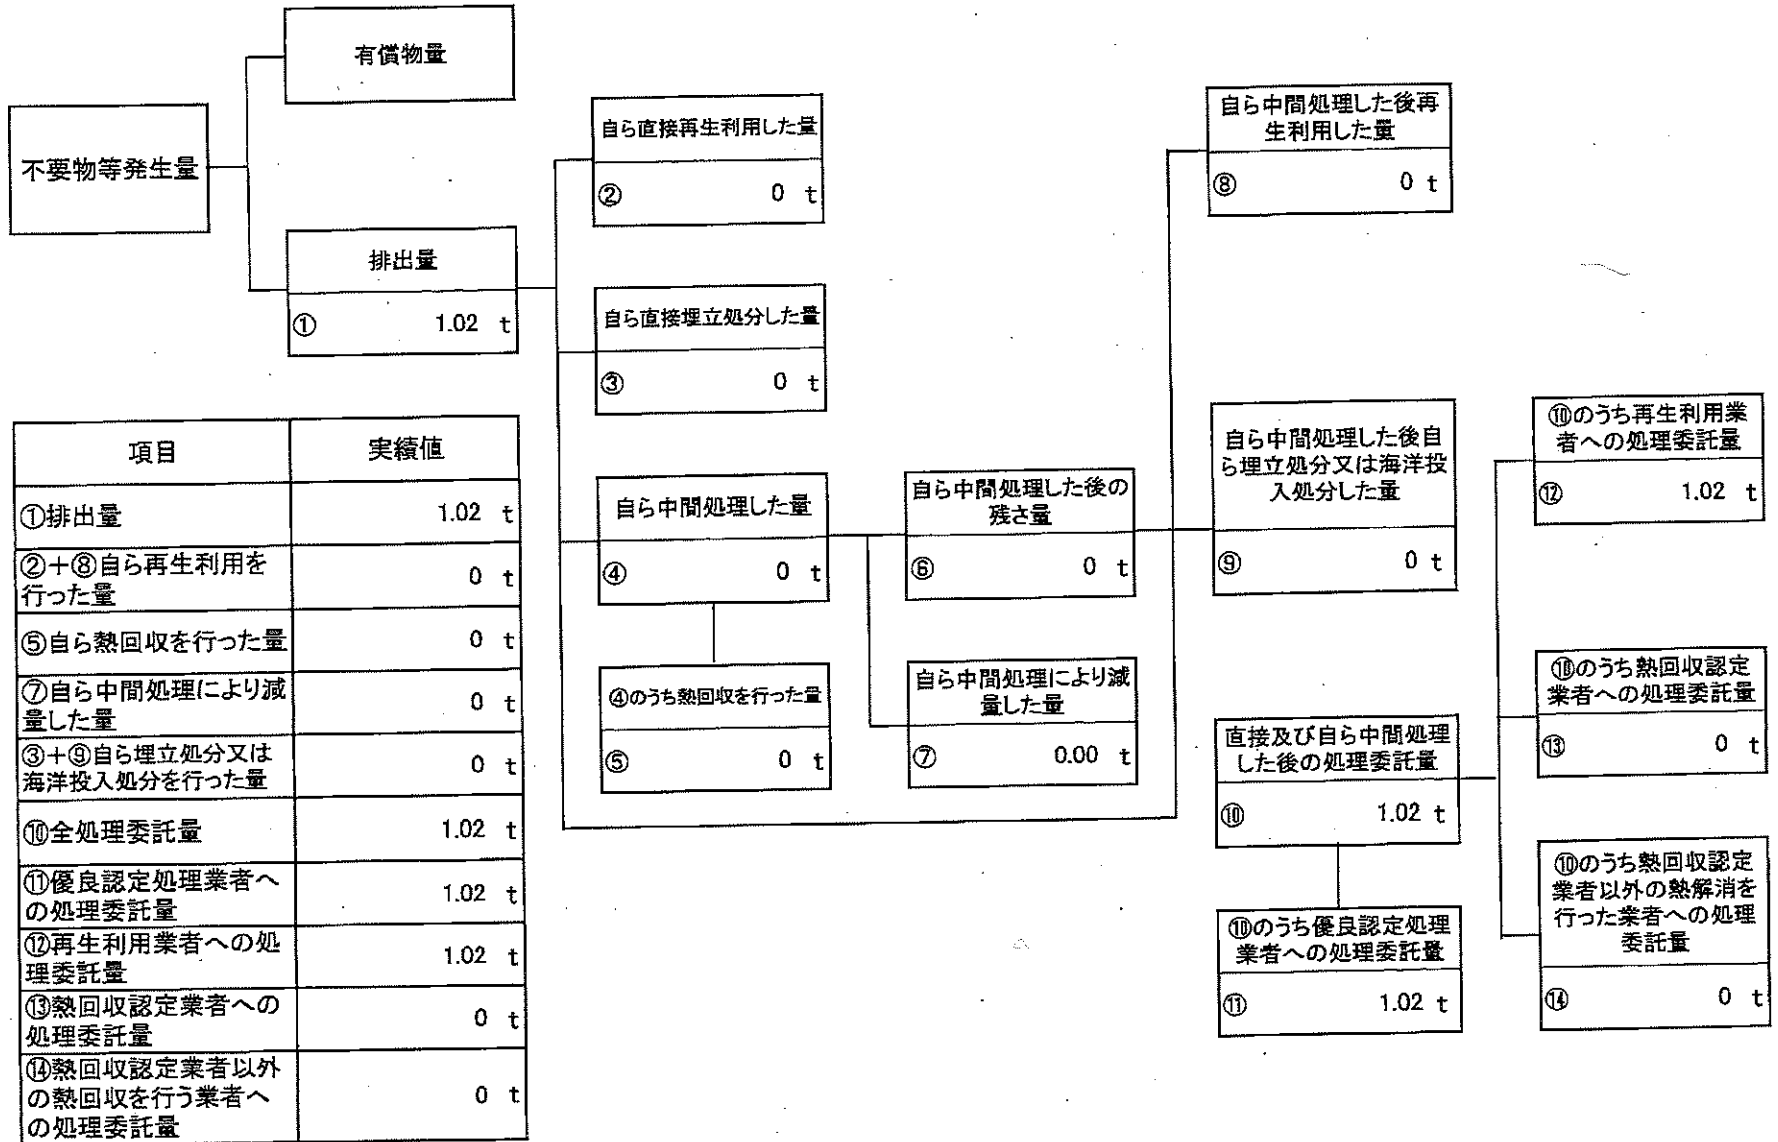 有償物量
不要物等発生量
排出量
① 1.02 t
自ら直接再生利用した量
② 0 t
自ら直接埋立処分した量
③ 0 t
自ら中間処理した量
④ 0 t
④のうち熱回収を行った量
⑤ 0 t
自ら中間処理した後の
残さ量
⑥ 0 t
自ら中間処理により減
量した量
⑦ 0.00 t
自ら中間処理した後再
生利用した量
⑧ 0 t
自ら中間処理した後自
ら埋立処分又は海洋投
入処分した量
⑨ 0 t
直接及び自ら中間処理
した後の処理委託量
⑩ 1.02 t
⑩のうち優良認定処理
業者への処理委託量
⑪ 1.02 t
⑩のうち再生利用業
者への処理委託量
⑫ 1.02 t
⑩のうち熱回収認定
業者への処理委託量
⑬ 0 t
⑩のうち熱回収認定
業者以外の熱解消を
行った業者への処理
委託量
⑭ 0 t
項目 実績値
①排出量 1.02 t
②+⑧自ら再生利用を
行った量 0 t
⑤自ら熱回収を行った量 0 t
⑦自ら中間処理により減
量した量 0 t
③+⑨自ら埋立処分又は
海洋投入処分を行った量 0 t
⑩全処理委託量 1.02 t
⑪優良認定処理業者へ
の処理委託量 1.02 t
⑫再生利用業者への処
理委託量 1.02 t
⑬熱回収認定業者への
処理委託量 0 t
⑭熱回収認定業者以外
の熱回収を行う業者へ
の処理委託量 0 t